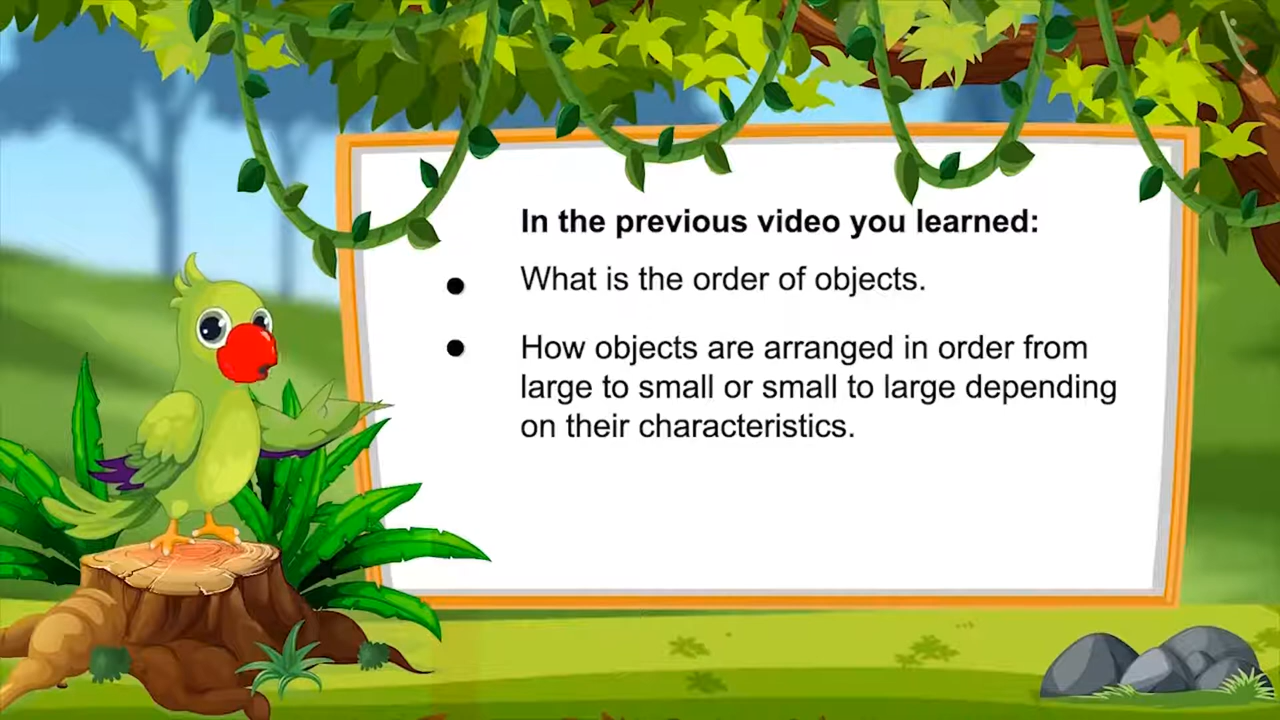 In the previous video you learned:
● What is the order of objects.
● How objects are arranged in order from
large to small or small to large depending
on their characteristics.